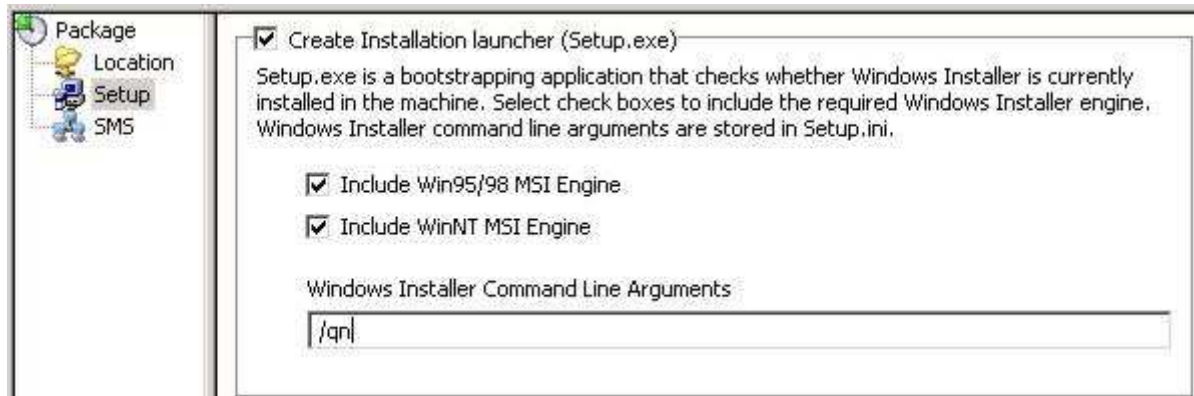 Package
Location
Setup
SMS
Create Installation launcher (Setup.exe)
Setup.exe is a bootstrapping application that checks whether Windows Installer is currently
installed in the machine. Select check boxes to include the required Windows Installer engine.
Windows Installer command line arguments are stored in Setup.ini.
Include Win95/98 MSI Engine
Include WinNT MSI Engine
Windows Installer Command Line Arguments
/qn